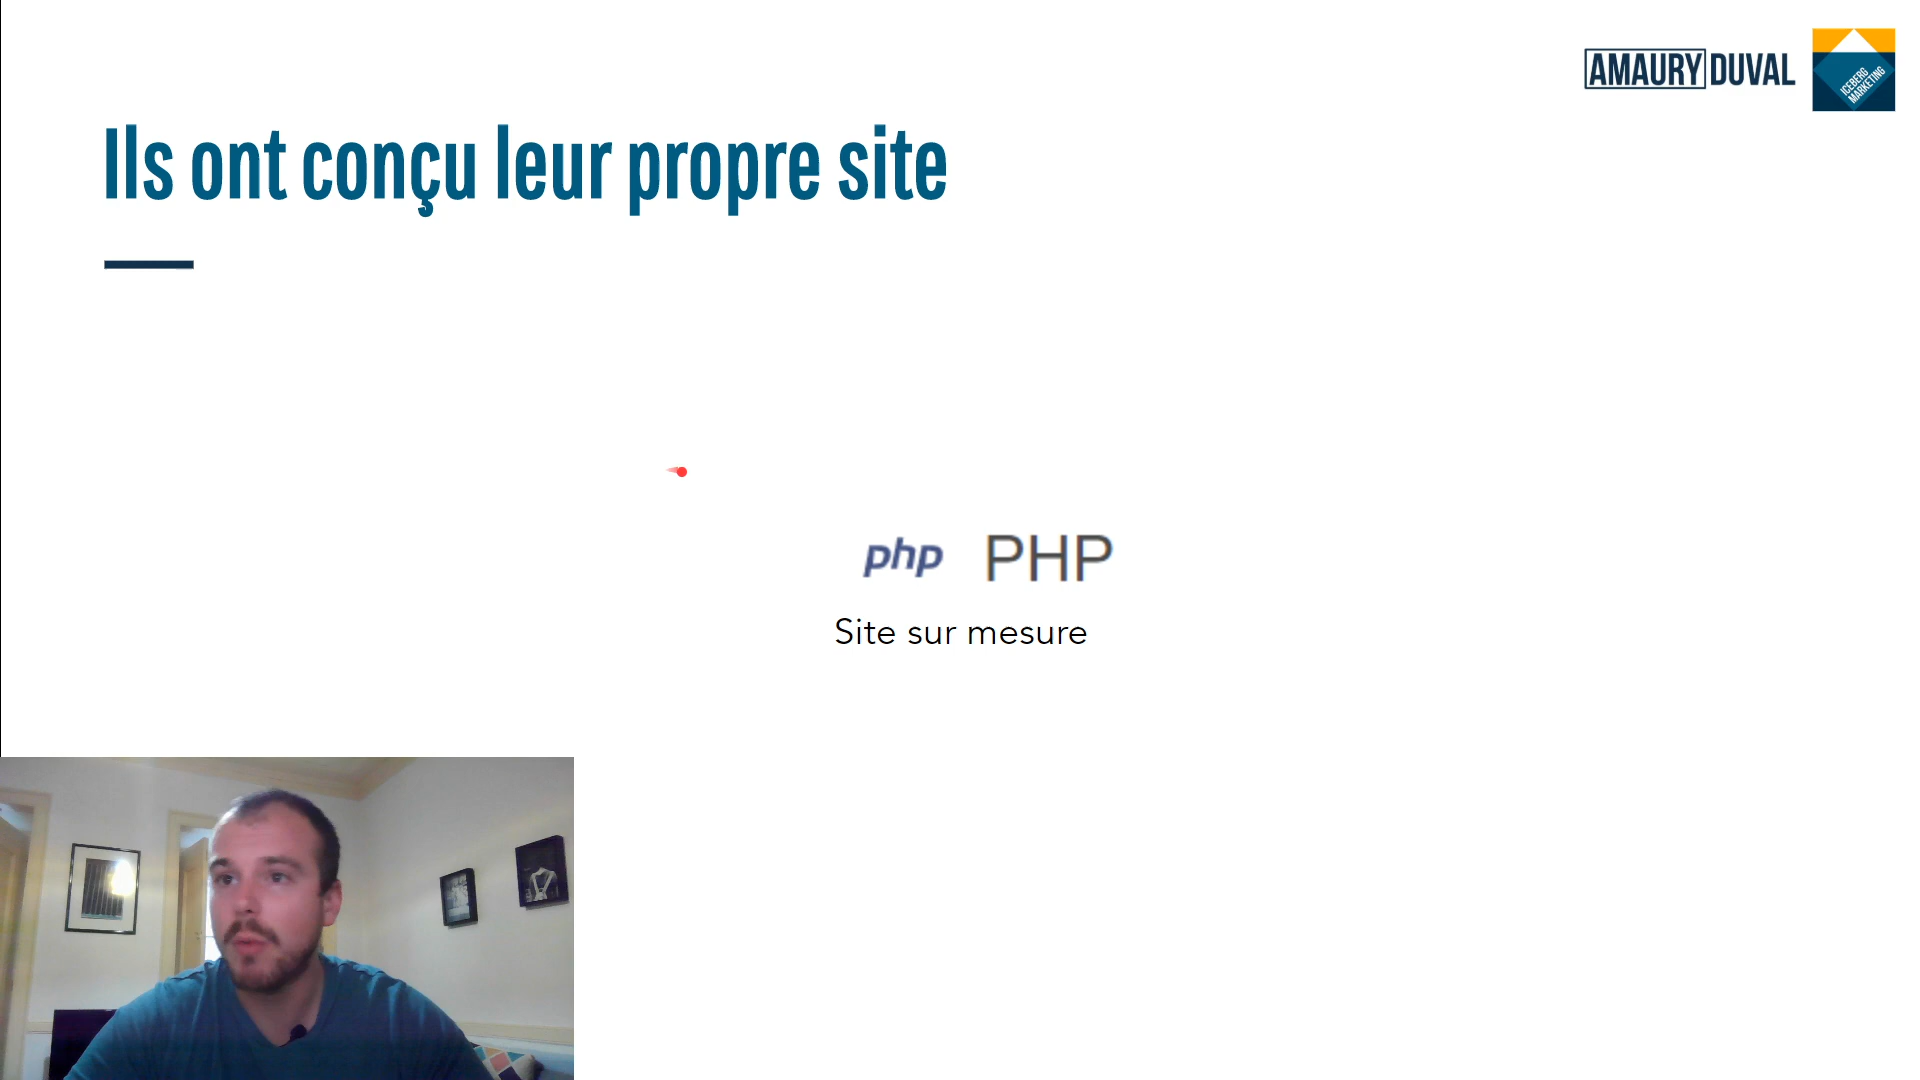 AMAURY DUVAL
ICEBERG
MARKETING
Ils ont conçu leur propre site
php PHP
Site sur mesure